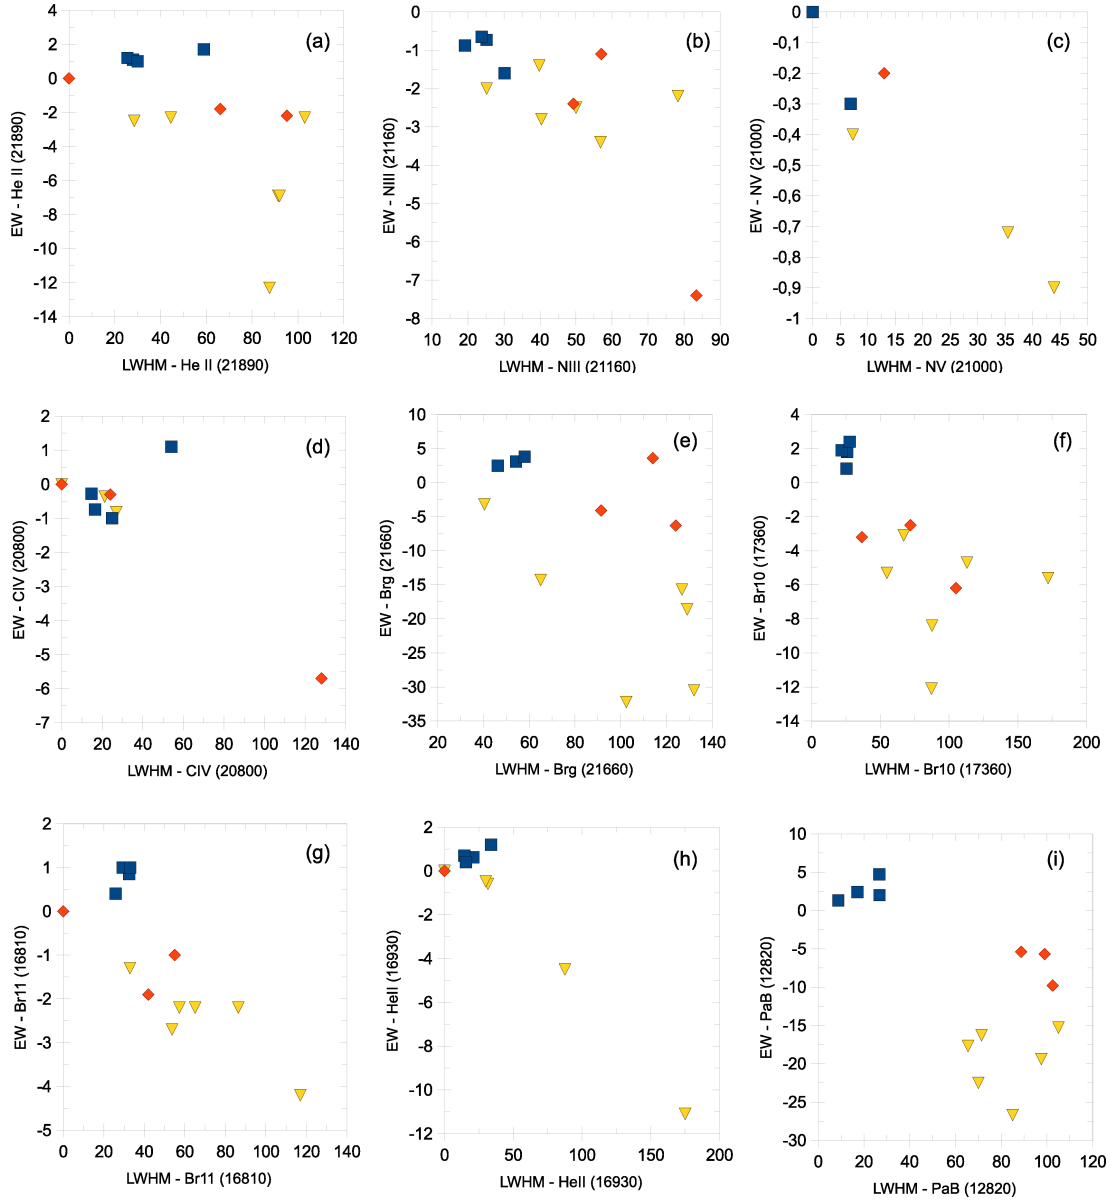 (a)
4
2
0
-2
-4
-6
-8
-10
-12
-14
EW - He II (21890)
0 20 40 60 80 100 120
LWHM - He II (21890)
(b)
0
-1
-2
-3
-4
-5
-6
-7
-8
EW - NIII (21160)
10 20 30 40 50 60 70 80 90
LWHM - NIII (21160)
(c)
0
-0,1
-0,2
-0,3
-0,4
-0,5
-0,6
-0,7
-0,8
-0,9
-1
EW - NV (21000)
0 5 10 15 20 25 30 35 40 45 50
LWHM - NV (21000)
(d)
2
1
0
-1
-2
-3
-4
-5
-6
-7
EW - CIV (20800)
0 20 40 60 80 100 120 140
LWHM - CIV (20800)
(e)
10
5
0
-5
-10
-15
-20
-25
-30
-35
EW - Brg (21660)
20 40 60 80 100 120 140
LWHM - Brg (21660)
(f)
4
2
0
-2
-4
-6
-8
-10
-12
-14
EW - Br10 (17360)
0 50 100 150 200
LWHM - Br10 (17360)
(g)
2
1
0
-1
-2
-3
-4
-5
EW - Br11 (16810)
0 20 40 60 80 100 120 140
LWHM - Br11 (16810)
(h)
2
0
-2
-4
-6
-8
-10
-12
EW - HeII (16930)
0 50 100 150 200
LWHM - HeII (16930)
(i)
10
5
0
-5
-10
-15
-20
-25
-30
EW - PaB (12820)
0 20 40 60 80 100 120
LWHM - PaB (12820)